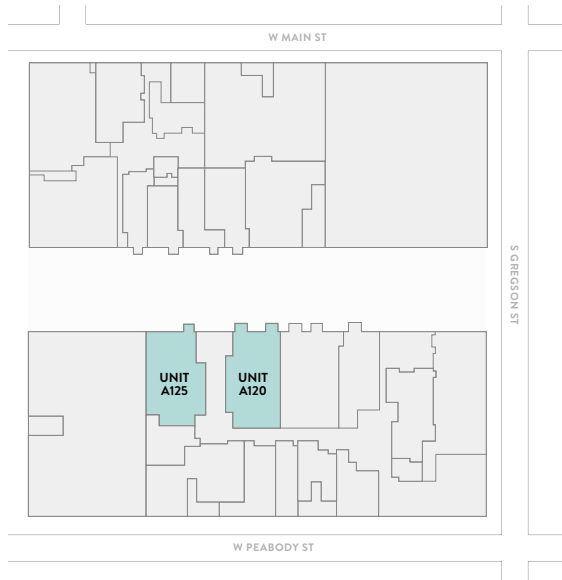 W MAIN ST
S GREGSON ST
UNIT
A125
UNIT
A120
W PEABODY ST